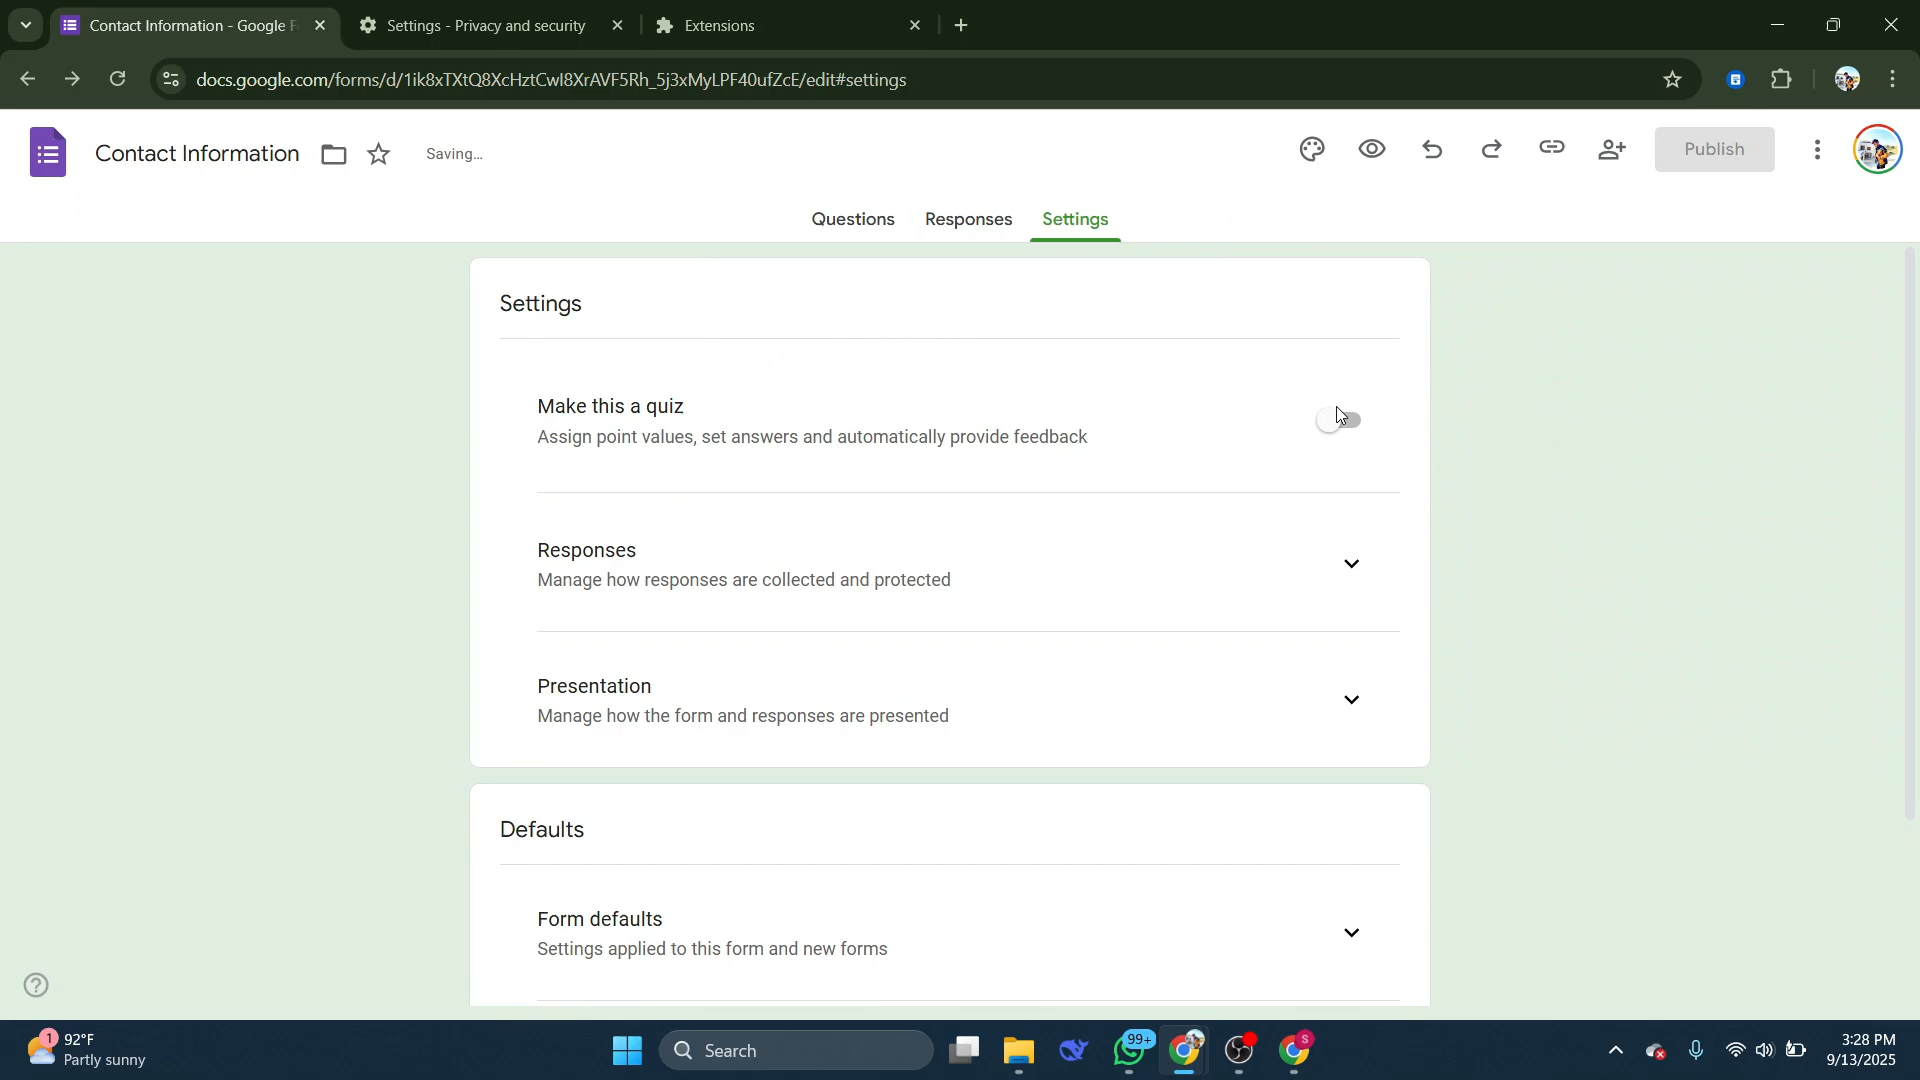 Contact Information - Google F
Settings - Privacy and security
Extensions
docs.google.com/forms/d/1ik8xTXtQ8XcHztCwI8XrAVF5Rh_5j3xMyLPF40ufZcE/edit#settings
Contact Information
Saving...
Publish
Questions
Responses
Settings
Settings
Make this a quiz
Assign point values, set answers and automatically provide feedback
Responses
Manage how responses are collected and protected
Presentation
Manage how the form and responses are presented
Defaults
Form defaults
Settings applied to this form and new forms
1
92°F
Partly sunny
Search
99+
S
3:28 PM
9/13/2025